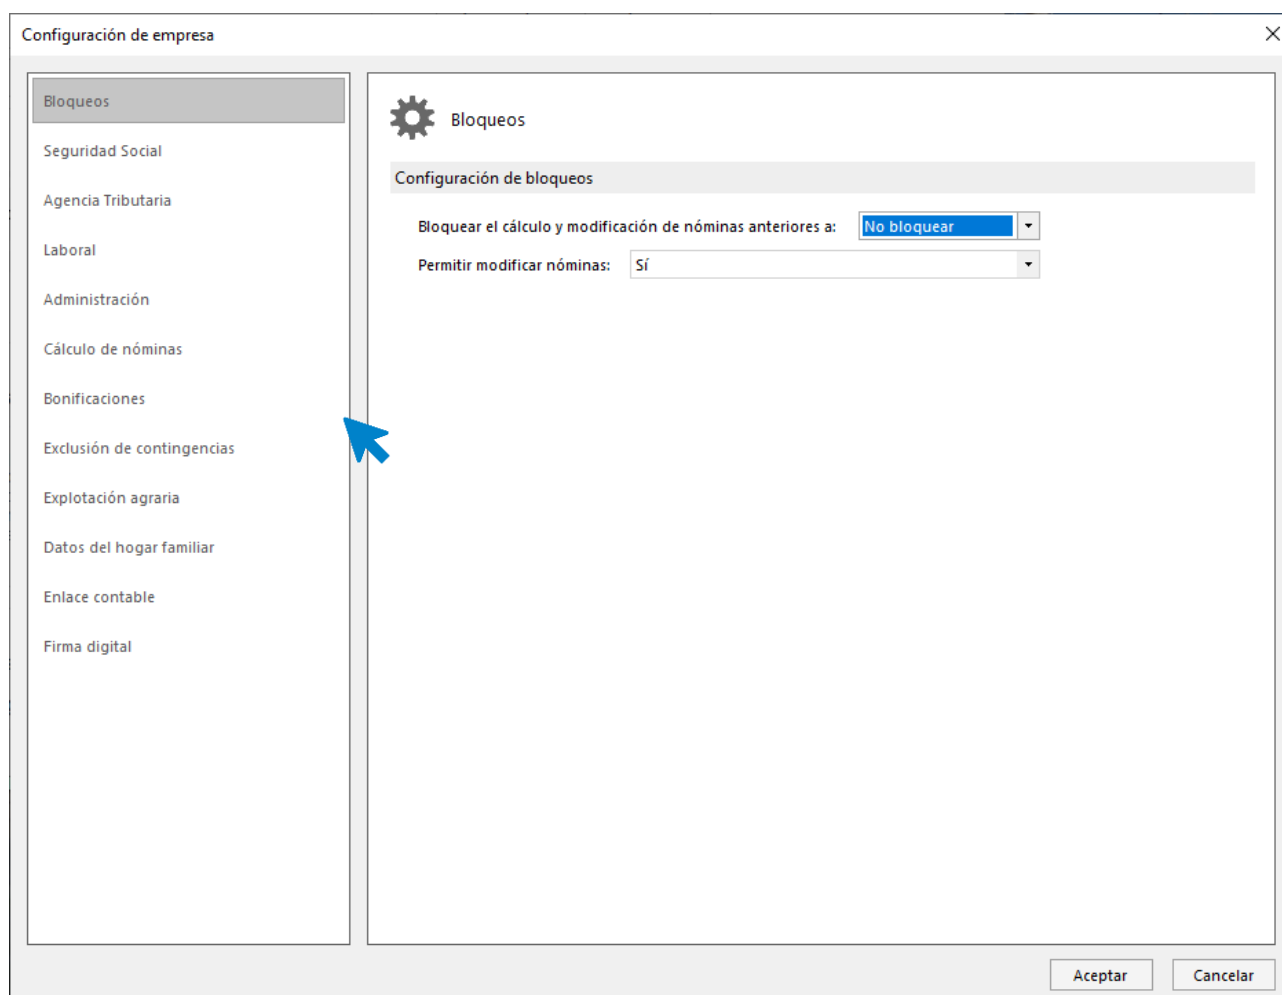 Configuración de empresa
Bloqueos
Seguridad Social
Agencia Tributaria
Laboral
Administración
Cálculo de nóminas
Bonificaciones
Exclusión de contingencias
Explotación agraria
Datos del hogar familiar
Enlace contable
Firma digital
Bloqueos
Configuración de bloqueos
Bloquear el cálculo y modificación de nóminas anteriores a: No bloquear
Permitir modificar nóminas: Sí
Aceptar Cancelar